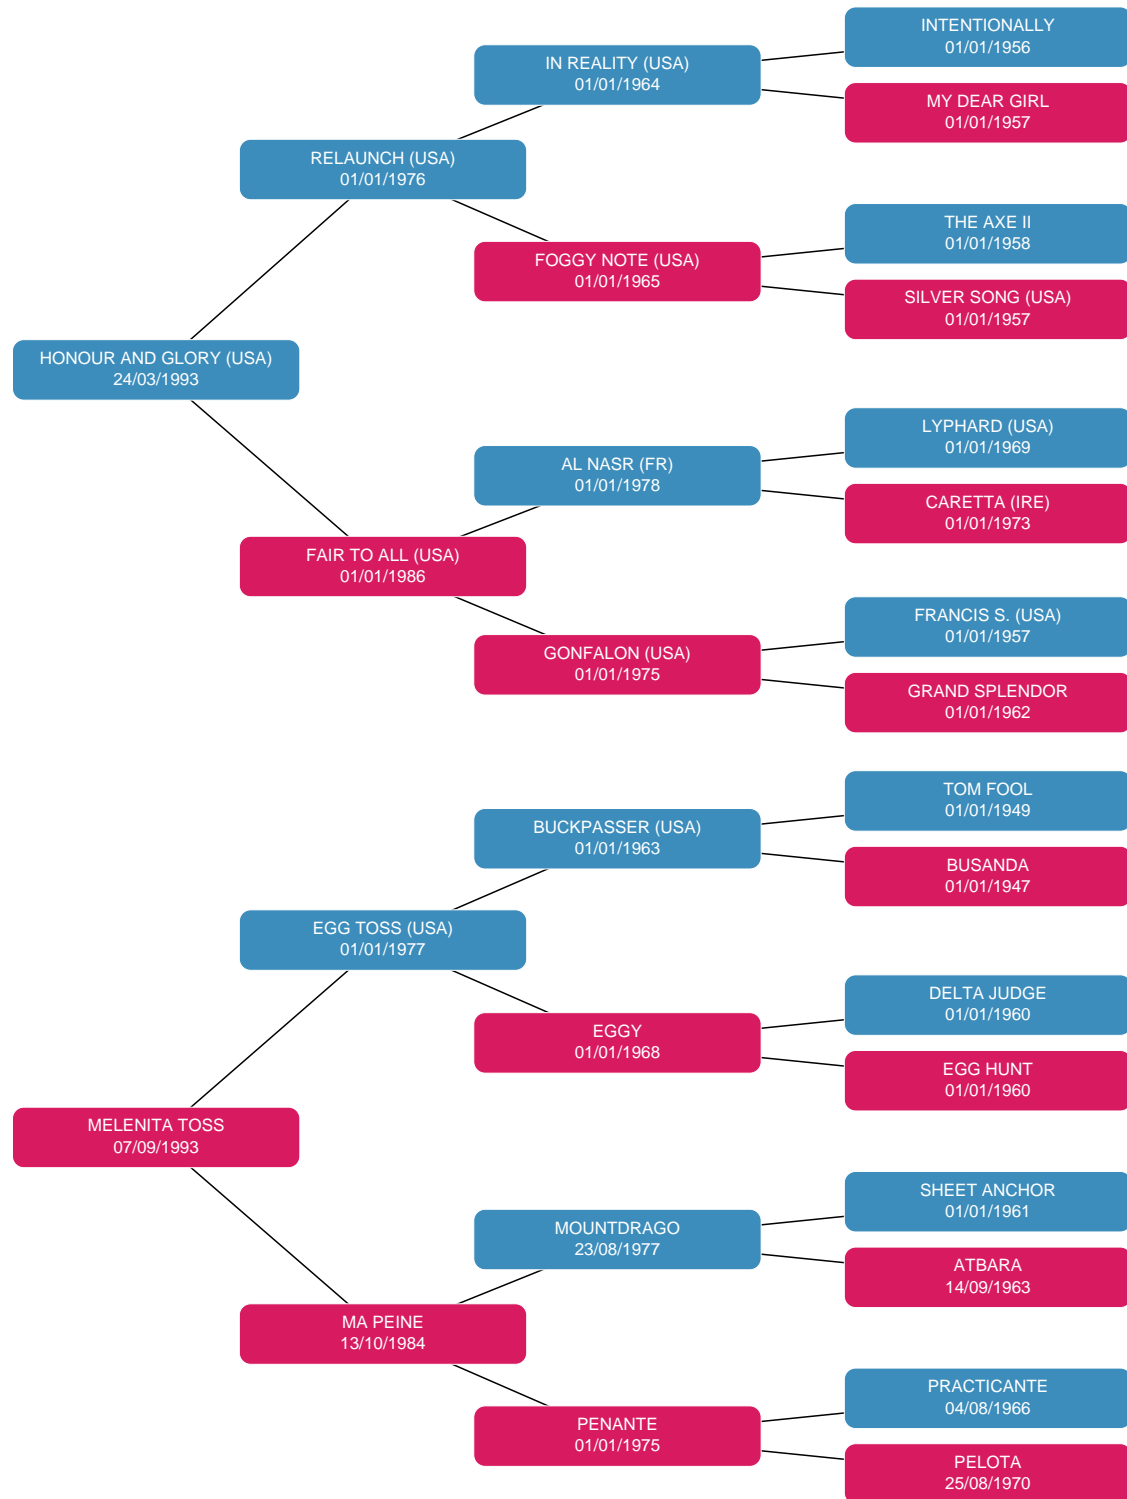 INTENTIONALLY
01/01/1956
IN REALITY (USA)
01/01/1964
MY DEAR GIRL
01/01/1957
RELAUNCH (USA)
01/01/1976
THE AXE II
01/01/1958
FOGGY NOTE (USA)
01/01/1965
SILVER SONG (USA)
01/01/1957
HONOUR AND GLORY (USA)
24/03/1993
LYPHARD (USA)
01/01/1969
AL NASR (FR)
01/01/1978
CARETTA (IRE)
01/01/1973
FAIR TO ALL (USA)
01/01/1986
FRANCIS S. (USA)
01/01/1957
GONFALON (USA)
01/01/1975
GRAND SPLENDOR
01/01/1962
TOM FOOL
01/01/1949
BUCKPASSER (USA)
01/01/1963
BUSANDA
01/01/1947
EGG TOSS (USA)
01/01/1977
DELTA JUDGE
01/01/1960
EGGY
01/01/1968
EGG HUNT
01/01/1960
MELENITA TOSS
07/09/1993
SHEET ANCHOR
01/01/1961
MOUNTDRAGO
23/08/1977
ATBARA
14/09/1963
MA PEINE
13/10/1984
PRACTICANTE
04/08/1966
PENANTE
01/01/1975
PELOTA
25/08/1970